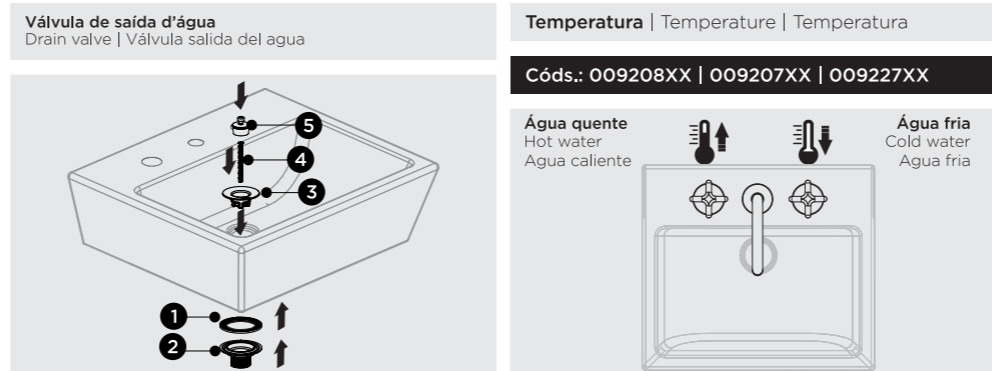 Válvula de saída d'água
Drain valve | Válvula salida del agua
5
4
3
1
2
Temperatura | Temperature | Temperatura
Códs.: 009208XX | 009207XX | 009227XX
Água quente
Hot water
Agua caliente
Água fria
Cold water
Agua fria